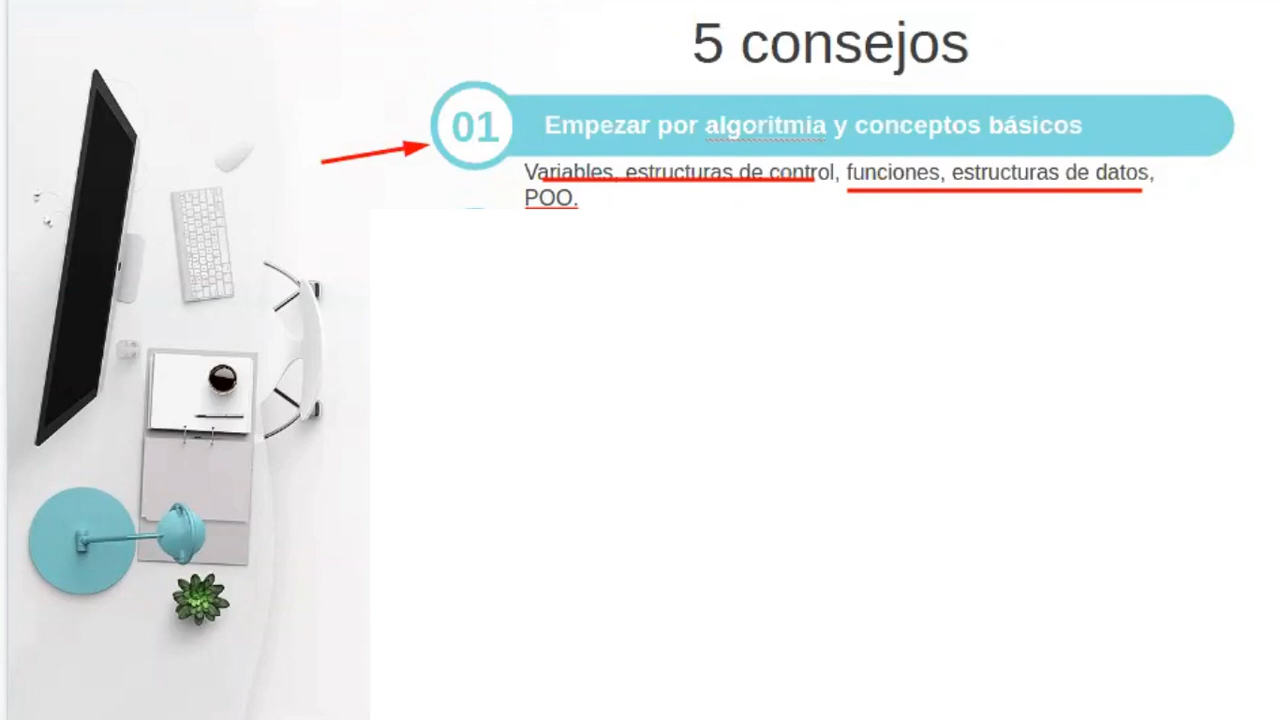 5 consejos
01
Empezar por algoritmia y conceptos básicos
Variables, estructuras de control, funciones, estructuras de datos,
POO.